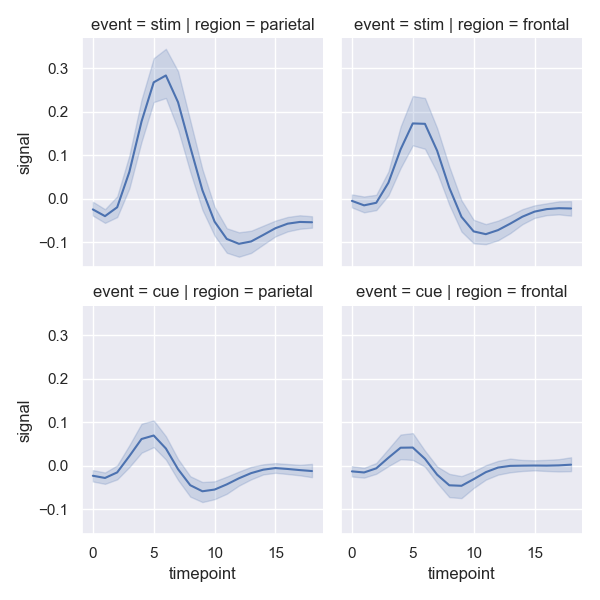 event = stim | region = parietal
event = stim | region = frontal
0.3
0.2
0.1
0.0
−0.1
signal
event = cue | region = parietal
event = cue | region = frontal
0.3
0.2
0.1
0.0
−0.1
signal
0 5 10 15
0 5 10 15
timepoint
timepoint